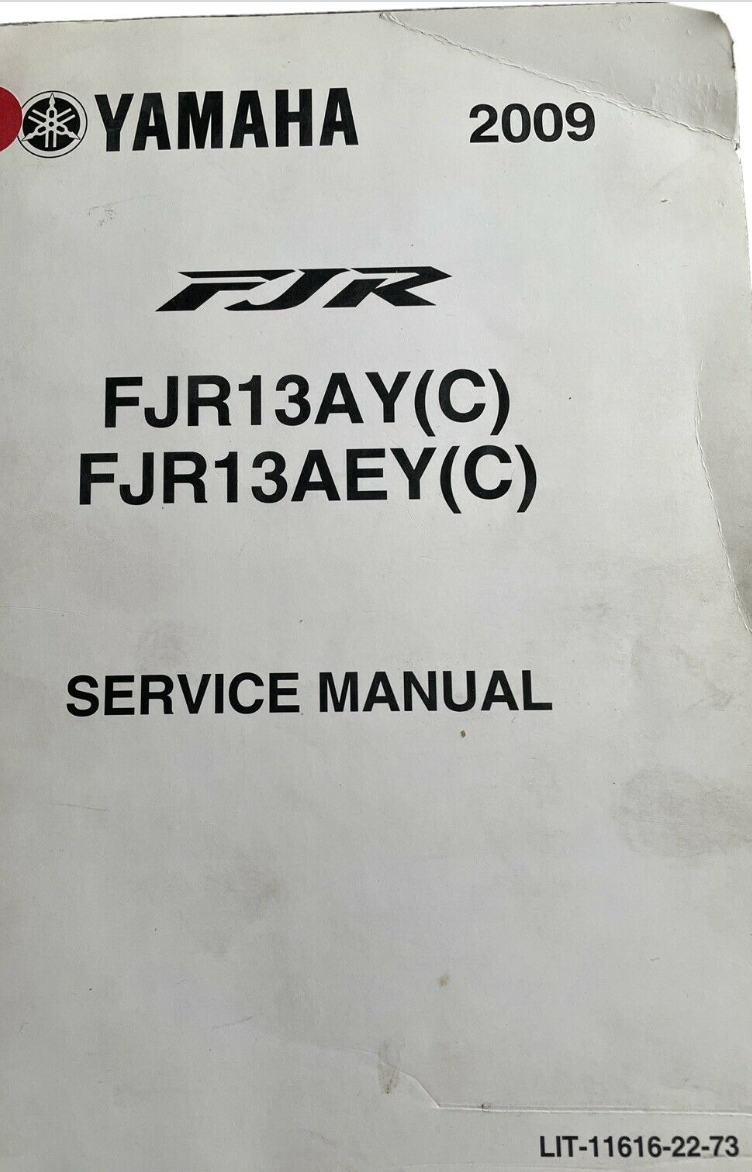 YAMAHA 2009
FJR
FJR13AY(C)
FJR13AEY(C)
SERVICE MANUAL
LIT-11616-22-73